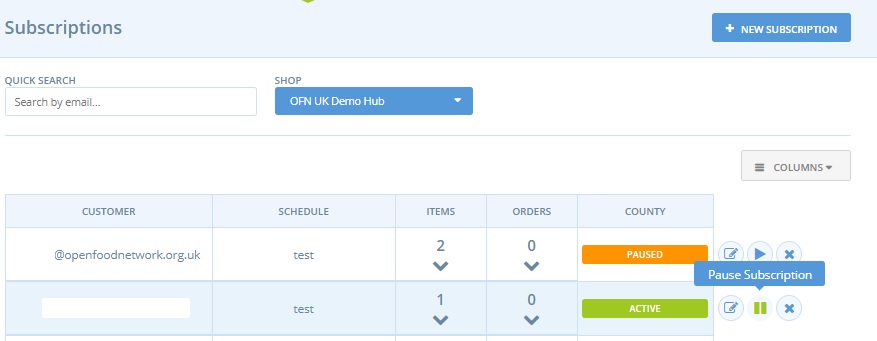 Subscriptions
+ NEW SUBSCRIPTION
QUICK SEARCH
SHOP
Search by email...
OFN UK Demo Hub
COLUMNS
CUSTOMER SCHEDULE ITEMS ORDERS COUNTY
@openfoodnetwork.org.uk test 2 0 PAUSED
Pause Subscription
test 1 0 ACTIVE